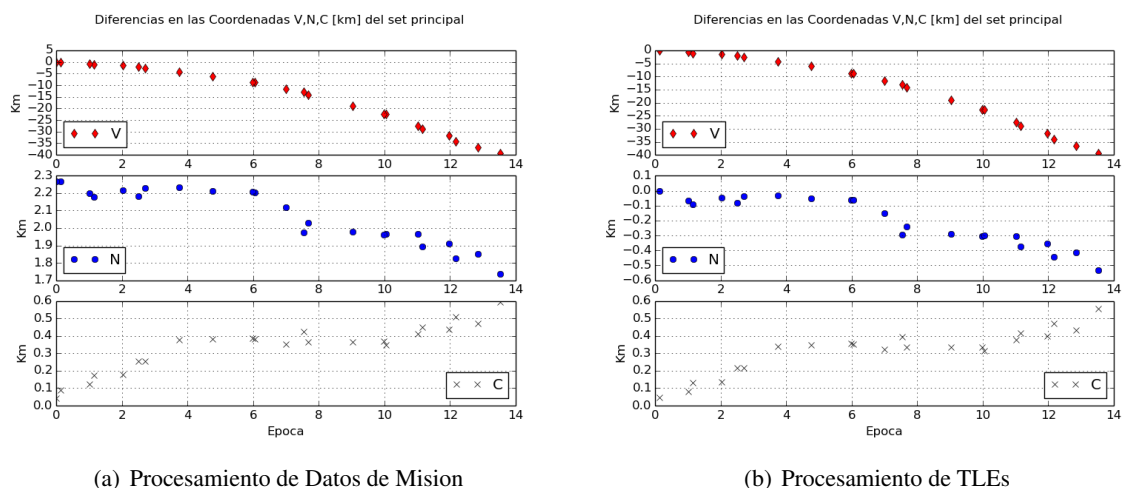 Diferencias en las Coordenadas V,N,C [km] del set principal
5
0
−5
−10
−15
−20
−25
−30
−35
−40
Km
V
0 2 4 6 8 10 12 14
2.3
2.2
2.1
2.0
1.9
1.8
1.7
Km
N
0 2 4 6 8 10 12 14
0.6
0.5
0.4
0.3
0.2
0.1
0.0
Km
C
0 2 4 6 8 10 12 14
Epoca
(a) Procesamiento de Datos de Mision
Diferencias en las Coordenadas V,N,C [km] del set principal
0
−5
−10
−15
−20
−25
−30
−35
−40
Km
V
0 2 4 6 8 10 12 14
0.1
0.0
−0.1
−0.2
−0.3
−0.4
−0.5
−0.6
Km
N
0 2 4 6 8 10 12 14
0.6
0.5
0.4
0.3
0.2
0.1
0.0
Km
C
0 2 4 6 8 10 12 14
Epoca
(b) Procesamiento de TLEs